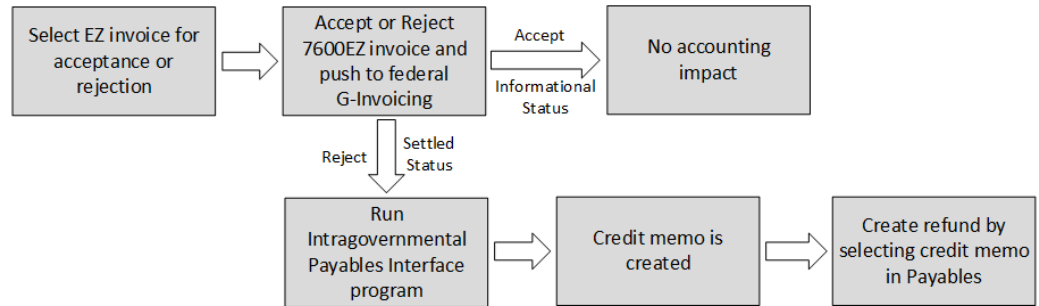 Select EZ invoice for
acceptance or
rejection
Accept or Reject
7600EZ invoice and
push to federal
G-Invoicing
Accept
Informational
Status
No accounting
impact
Reject
Settled
Status
Run
Intragovernmental
Payables Interface
program
Credit memo is
created
Create refund by
selecting credit memo
in Payables